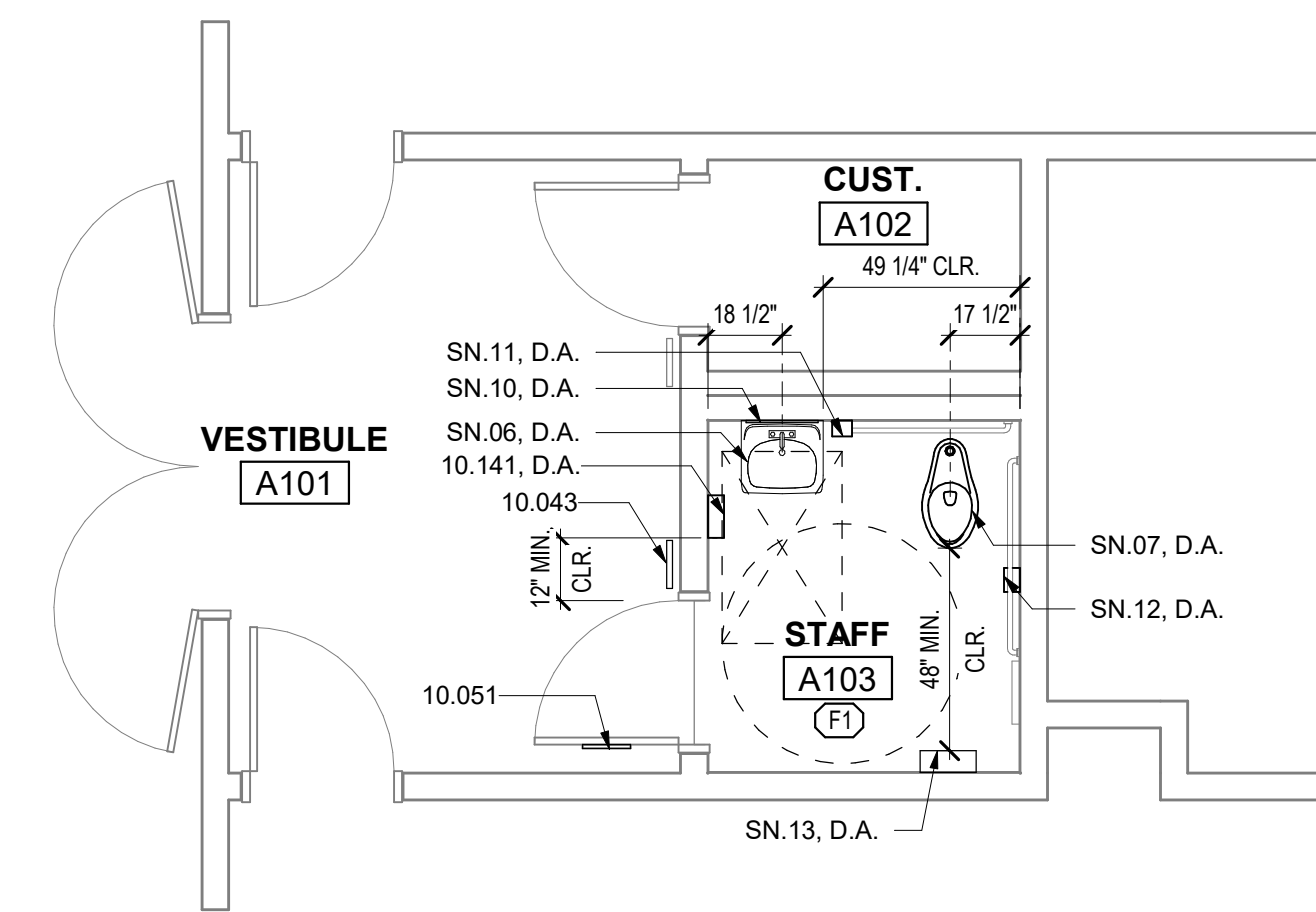 CUST.
A102
49 1/4" CLR.
18 1/2"
17 1/2"
SN.11, D.A.
SN.10, D.A.
SN.06, D.A.
10.141, D.A.
10.043
VESTIBULE
A101
12" MIN.
CLR.
SN.07, D.A.
SN.12, D.A.
STAFF
A103
F1
48" MIN.
CLR.
10.051
SN.13, D.A.